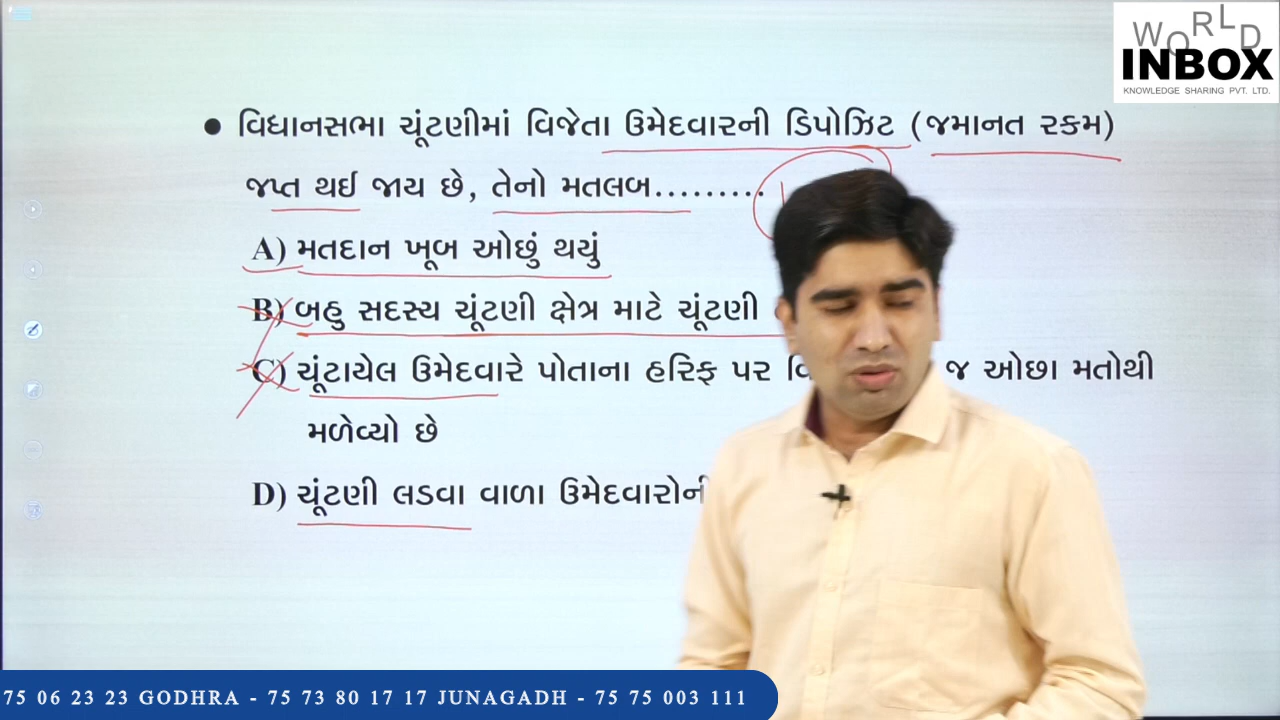 WORLD
INBOX
KNOWLEDGE SHARING PVT. LTD.
• વિધાનસભા ચૂંટણીમાં વિજેતા ઉમેદવારની ડિપોઝિટ (જમાનત રકમ)
જપ્ત થઈ જાય છે, તેનો મતલબ.........
A) મતદાન ખૂબ ઓછું થયું
B) બહુ સદસ્ય ચૂંટણી ક્ષેત્ર માટે ચૂંટણી
C) ચૂંટાયેલ ઉમેદવારે પોતાના હરિફ પર જ ઓછા મતોથી
મળેવ્યો છે
D) ચૂંટણી લડવા વાળા ઉમેદવારોની
75 06 23 23 GODHRA - 75 73 80 17 17 JUNAGADH - 75 75 003 111